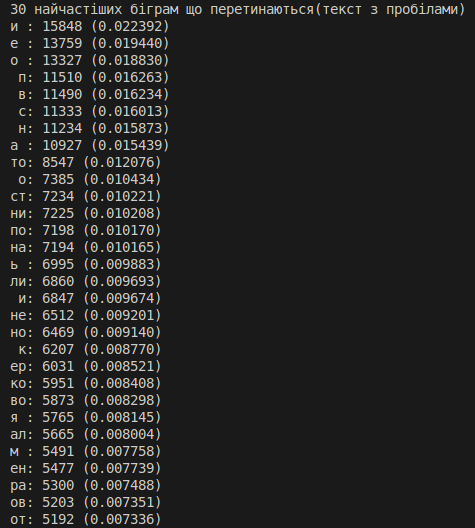 30 найчастіших біграм що перетинаються(текст з пробілами)
и : 15848 (0.022392)
е : 13759 (0.019440)
о : 13327 (0.018830)
 п: 11510 (0.016263)
 в: 11490 (0.016234)
 с: 11333 (0.016013)
 н: 11234 (0.015873)
а : 10927 (0.015439)
то: 8547 (0.012076)
 о: 7385 (0.010434)
ст: 7234 (0.010221)
ни: 7225 (0.010208)
по: 7198 (0.010170)
на: 7194 (0.010165)
ь : 6995 (0.009883)
ли: 6860 (0.009693)
 и: 6847 (0.009674)
не: 6512 (0.009201)
но: 6469 (0.009140)
 к: 6207 (0.008770)
ер: 6031 (0.008521)
ко: 5951 (0.008408)
во: 5873 (0.008298)
я : 5765 (0.008145)
ал: 5665 (0.008004)
м : 5491 (0.007758)
ен: 5477 (0.007739)
ра: 5300 (0.007488)
ов: 5203 (0.007351)
от: 5192 (0.007336)